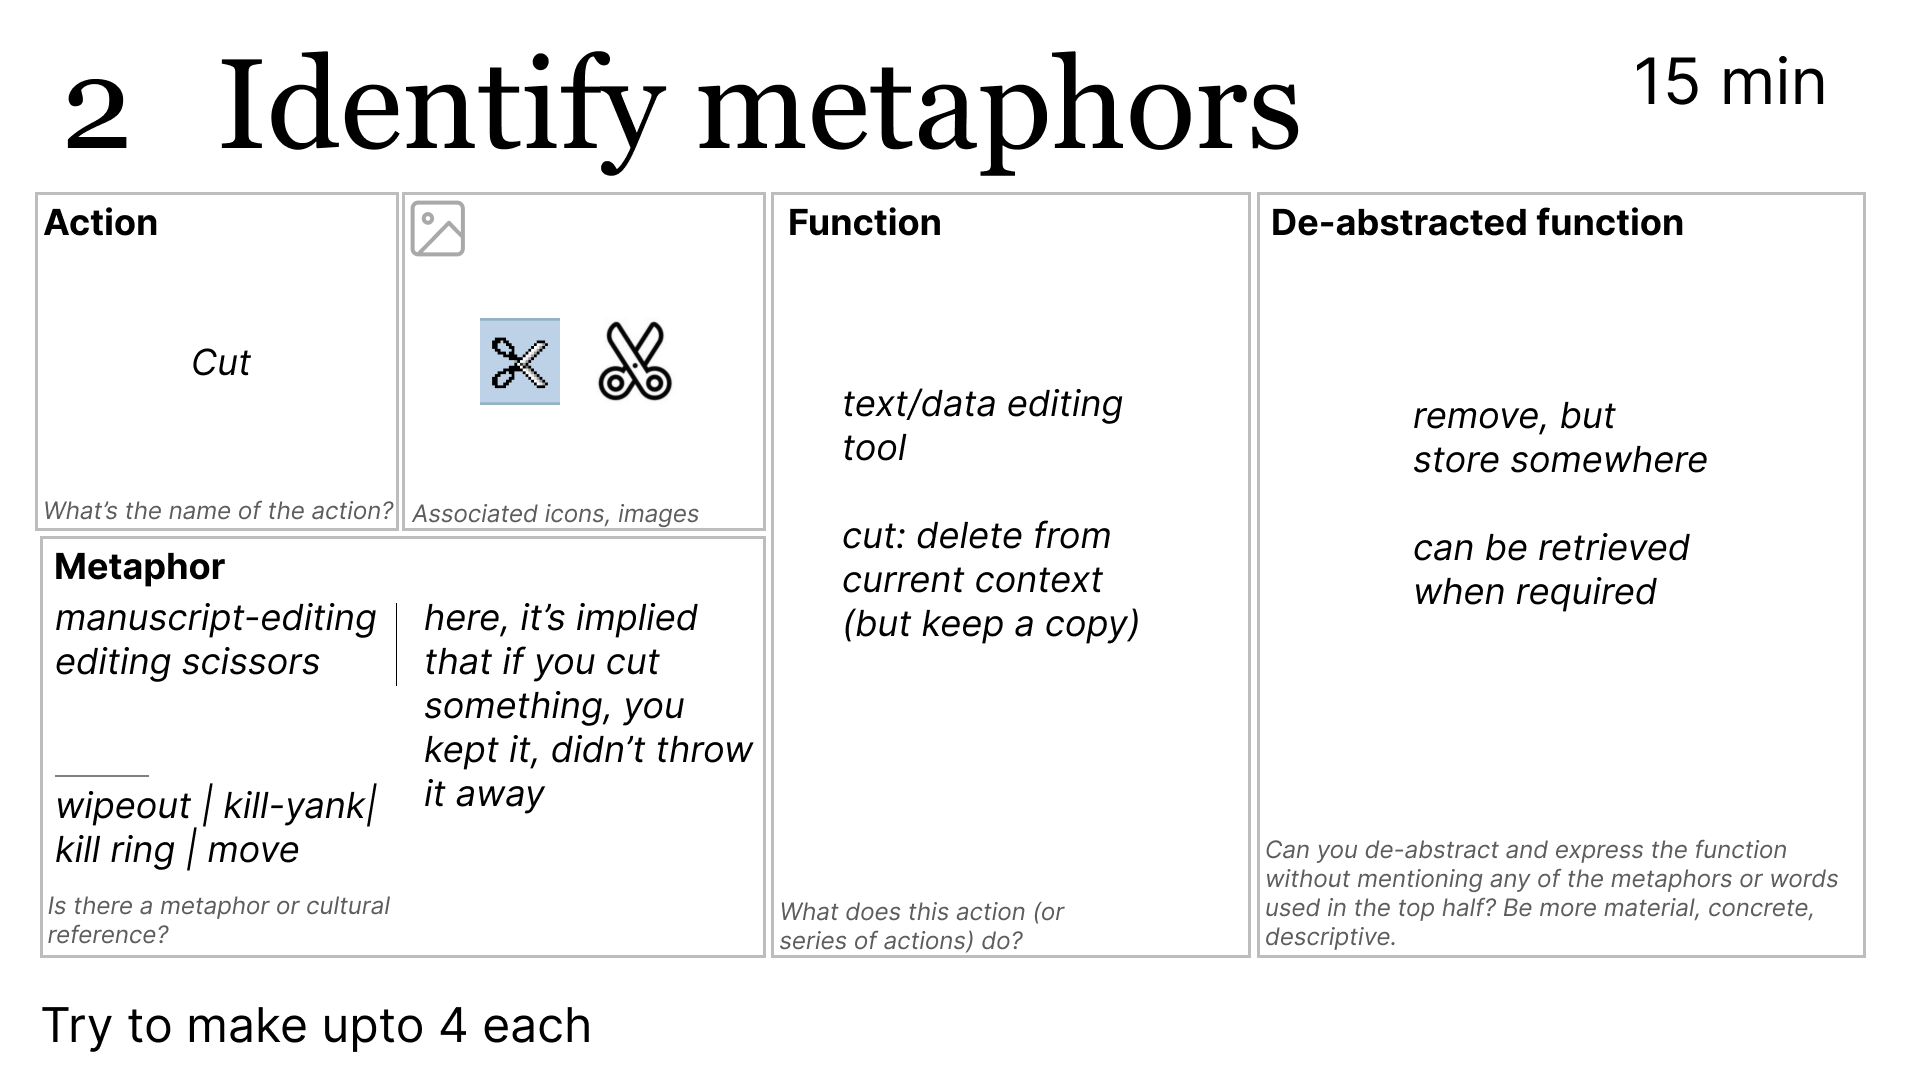 2 Identify metaphors
15 min
Action
Cut
What’s the name of the action?
Associated icons, images
Metaphor
manuscript-editing
editing scissors
wipeout | kill-yank|
kill ring | move
here, it’s implied
that if you cut
something, you
kept it, didn’t throw
it away
Is there a metaphor or cultural
reference?
Function
text/data editing
tool
cut: delete from
current context
(but keep a copy)
What does this action (or
series of actions) do?
De-abstracted function
remove, but
store somewhere
can be retrieved
when required
Can you de-abstract and express the function
without mentioning any of the metaphors or words
used in the top half? Be more material, concrete,
descriptive.
Try to make upto 4 each